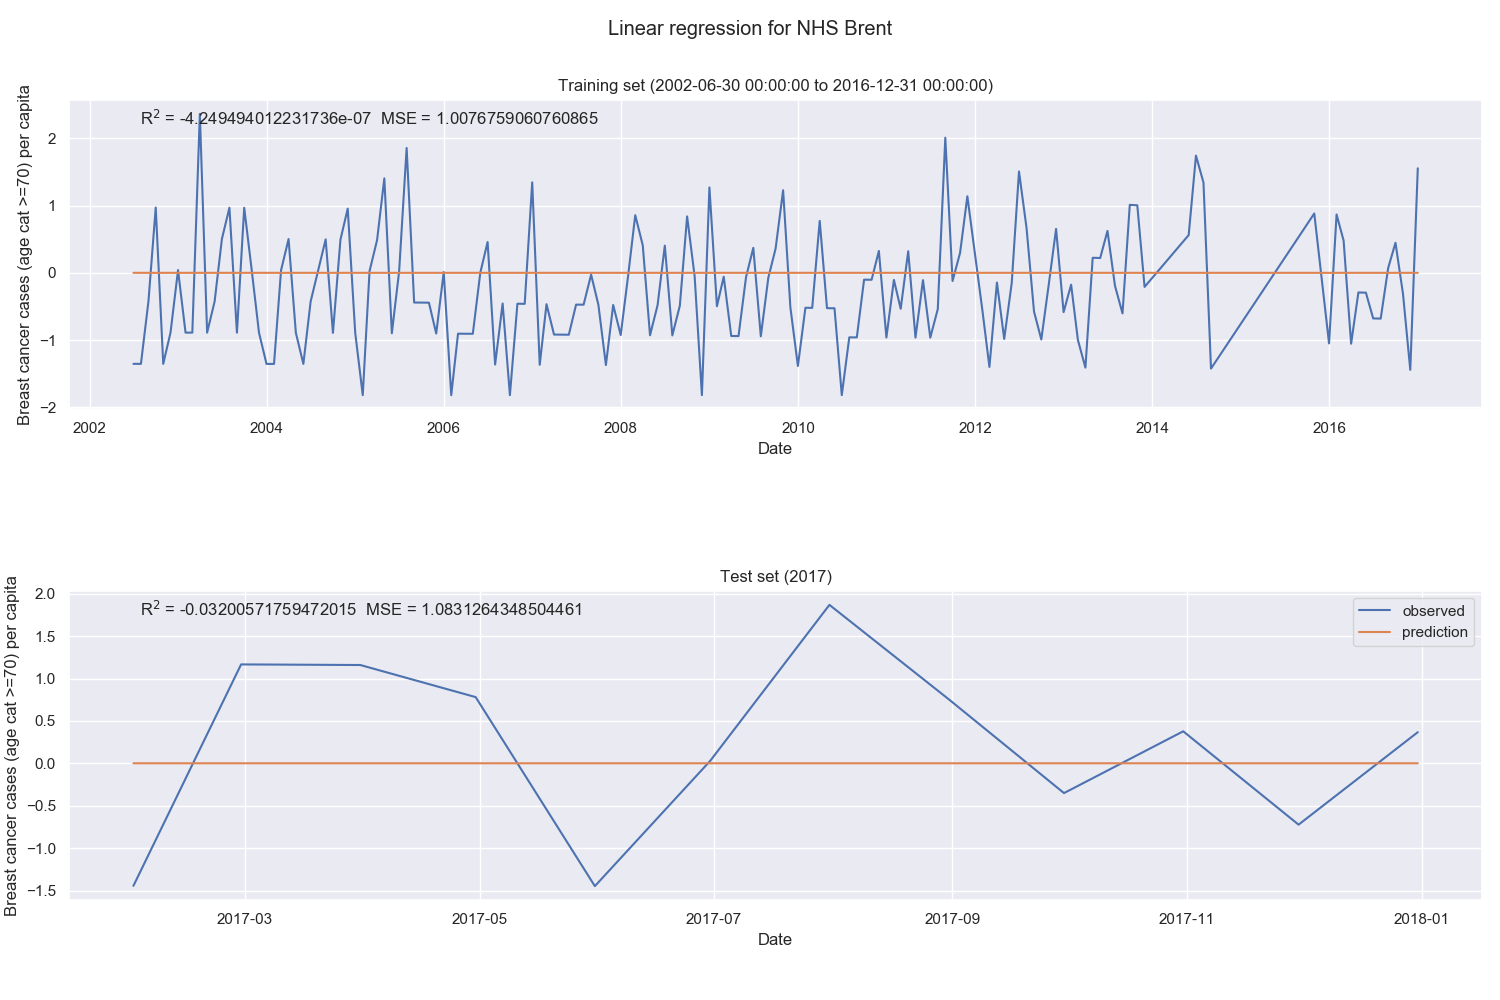 Linear regression for NHS Brent
Training set (2002-06-30 00:00:00 to 2016-12-31 00:00:00)
R² = -4.249494012231736e-07  MSE = 1.0076759060760865
Breast cancer cases (age cat >=70) per capita
2
1
0
−1
−2
2002
2004
2006
2008
2010
2012
2014
2016
Date
Test set (2017)
R² = -0.03200571759472015  MSE = 1.0831264348504461
observed
prediction
Breast cancer cases (age cat >=70) per capita
2.0
1.5
1.0
0.5
0.0
−0.5
−1.0
−1.5
2017-03
2017-05
2017-07
2017-09
2017-11
2018-01
Date